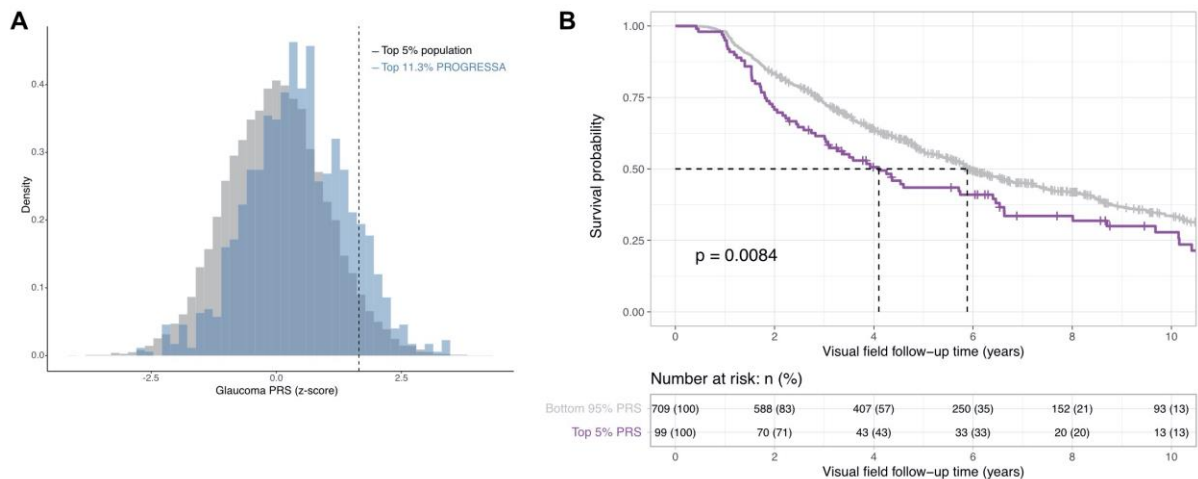 A
– Top 5% population
– Top 11.3% PROGRESSA
Density
0.4
0.3
0.2
0.1
0.0
-2.5
0.0
2.5
Glaucoma PRS (z-score)
B
Survival probability
1.00
0.75
0.50
0.25
0.00
p = 0.0084
0
2
4
6
8
10
Visual field follow-up time (years)
Number at risk: n (%)
Bottom 95% PRS 709 (100) 588 (83) 407 (57) 250 (35) 152 (21) 93 (13)
Top 5% PRS 99 (100) 70 (71) 43 (43) 33 (33) 20 (20) 13 (13)
0 2 4 6 8 10
Visual field follow-up time (years)